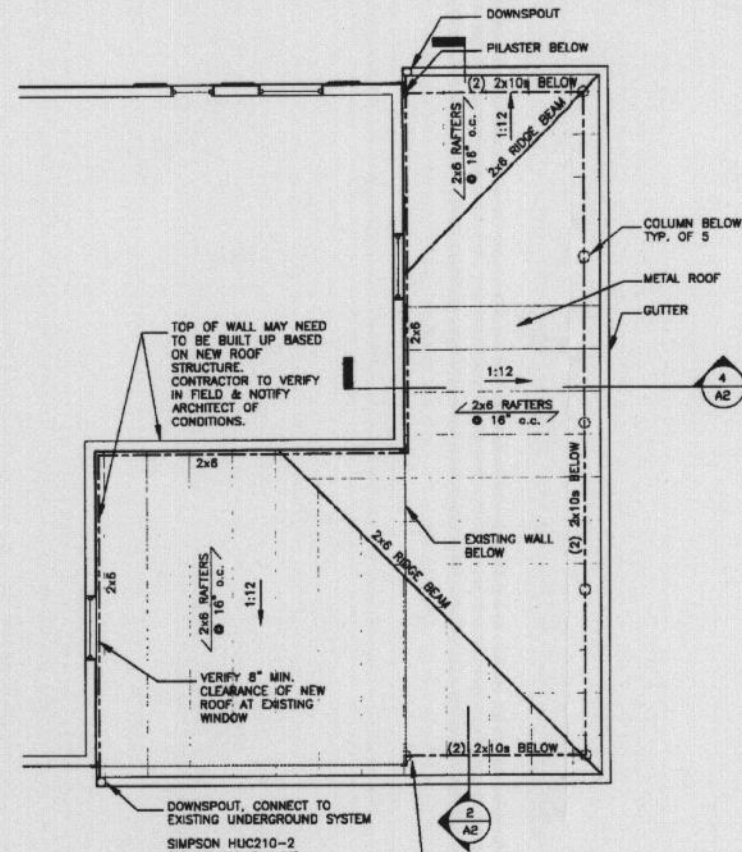 DOWNSPOUT
PILASTER BELOW
(2) 2x10s BELOW
2x6 RAFTERS
@ 16" o.c.
1:12
2x6 RIDGE BEAM
COLUMN BELOW
TYP. OF 5
METAL ROOF
GUTTER
TOP OF WALL MAY NEED
TO BE BUILT UP BASED
ON NEW ROOF
STRUCTURE.
CONTRACTOR TO VERIFY
IN FIELD & NOTIFY
ARCHITECT OF
CONDITIONS.
2x6
1:12
2x6 RAFTERS
@ 16" o.c.
4
A2
2x6
(2) 2x10s BELOW
EXISTING WALL
BELOW
2x6 RIDGE BEAM
2x6
2x6 RAFTERS
@ 16" o.c.
1:12
VERIFY 8" MIN.
CLEARANCE OF NEW
ROOF AT EXISTING
WINDOW
(2) 2x10s BELOW
DOWNSPOUT, CONNECT TO
EXISTING UNDERGROUND SYSTEM
2
A2
SIMPSON HUC210-2